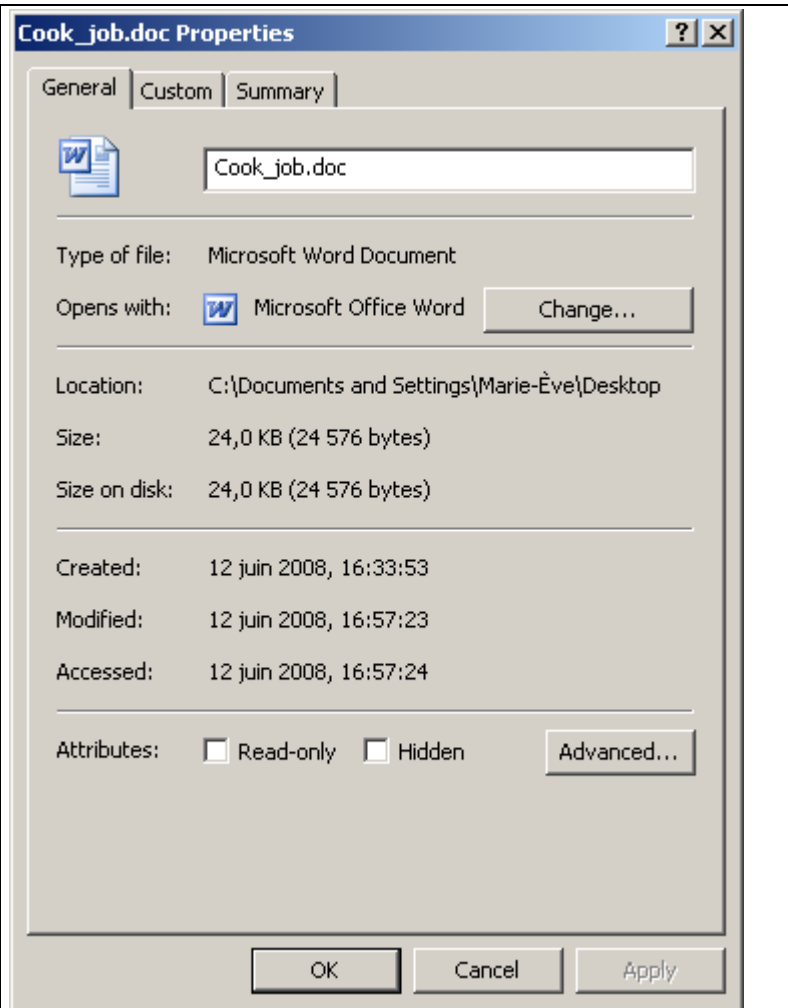 Cook_job.doc Properties
General Custom Summary
Cook_job.doc
Type of file: Microsoft Word Document
Opens with: Microsoft Office Word Change...
Location: C:\Documents and Settings\Marie-Ève\Desktop
Size: 24,0 KB (24 576 bytes)
Size on disk: 24,0 KB (24 576 bytes)
Created: 12 juin 2008, 16:33:53
Modified: 12 juin 2008, 16:57:23
Accessed: 12 juin 2008, 16:57:24
Attributes: Read-only Hidden Advanced...
OK Cancel Apply